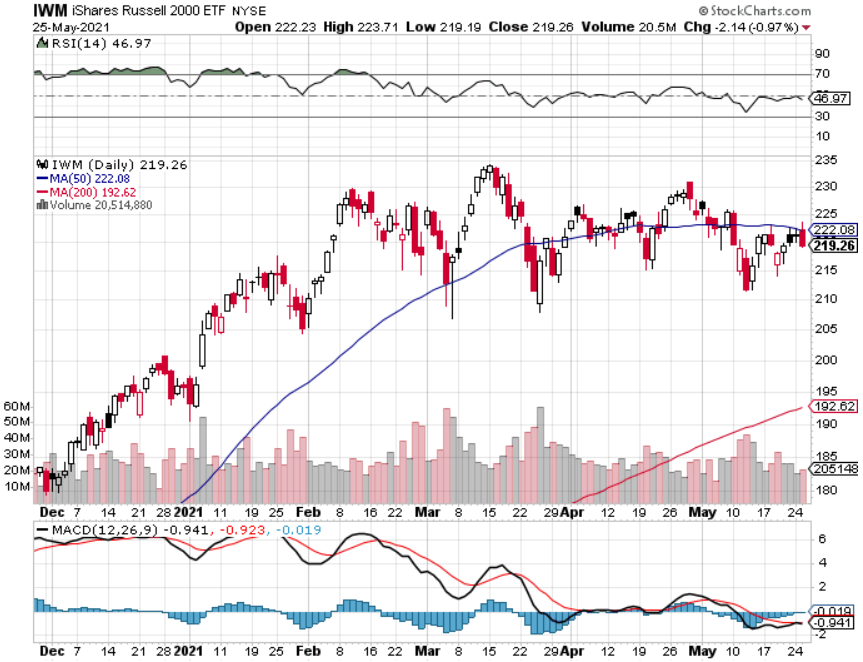 IWM iShares Russell 2000 ETF NYSE © StockCharts.com
25-May-2021 Open 222.23 High 223.71 Low 219.19 Close 219.26 Volume 20.5M Chg -2.14 (-0.97%)
RSI(14) 46.97
90
70
46.97
30
10
IWM (Daily) 219.26
MA(50) 222.08
MA(200) 192.62
Volume 20,514,880
235
230
225
222.08
219.26
215
210
205
200
195
192.62
190
185
20514880
180
60M
50M
40M
30M
20M
10M
Dec 7 14 21 28 2021 11 19 25 Feb 8 16 22 Mar 8 15 22 29 Apr 12 19 26 May 10 17 24
MACD(12,26,9) -0.941, -0.923, -0.019
6
4
2
-0.019
-0.941
-2
Dec 7 14 21 28 2021 11 19 25 Feb 8 16 22 Mar 8 15 22 29 Apr 12 19 26 May 10 17 24